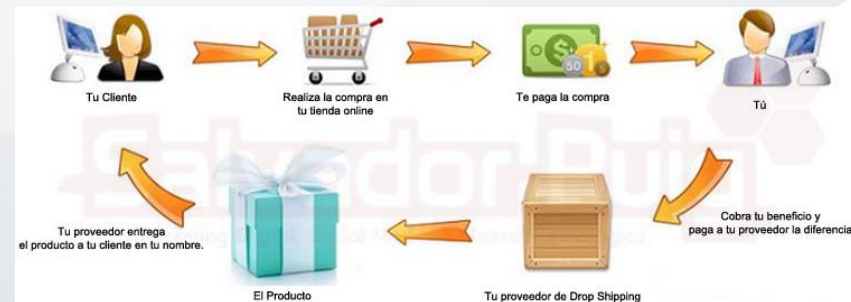 Tu Cliente
Realiza la compra en
tu tienda online
Te paga la compra
Tú
Cobra tu beneficio y
paga a tu proveedor la diferencia
Tu proveedor de Drop Shipping
El Producto
Tu proveedor entrega
el producto a tu cliente en tu nombre.
Salvador Puig